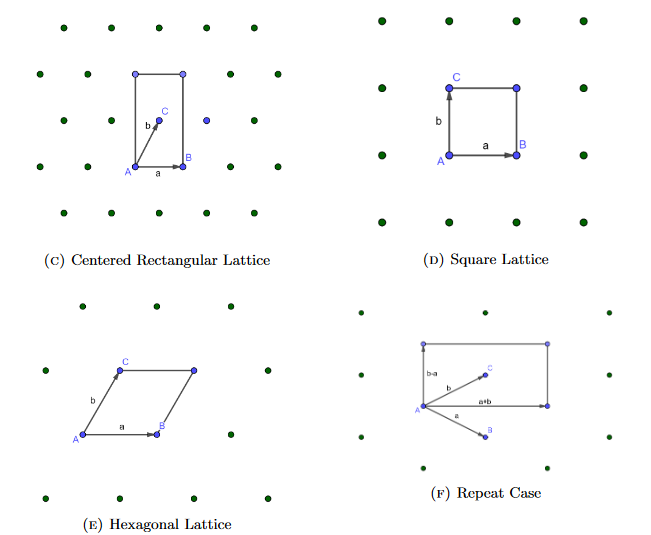 C
b
B
A
a
C
b
a
B
A
(C) Centered Rectangular Lattice
(D) Square Lattice
C
b
a
B
A
b-a
C
b
a+b
A
a
B
(E) Hexagonal Lattice
(F) Repeat Case